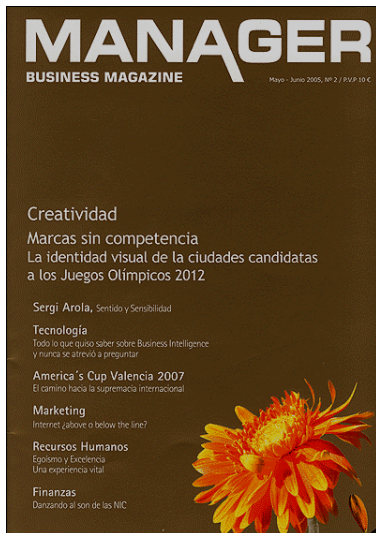 MANAGER
BUSINESS MAGAZINE
Mayo - Junio 2005, Nº 2 / P.V.P 10 €
Creatividad
Marcas sin competencia
La identidad visual de la ciudades candidatas
a los Juegos Olímpicos 2012
Sergi Arola, Sentido y Sensibilidad
Tecnología
Todo lo que quiso saber sobre Business Intelligence
y nunca se atrevió a preguntar
America´s Cup Valencia 2007
El camino hacia la supremacia internacional
Marketing
Internet ¿above o below the line?
Recursos Humanos
Egoísmo y Excelencia
Una experiencia vital
Finanzas
Danzando al son de las NIC